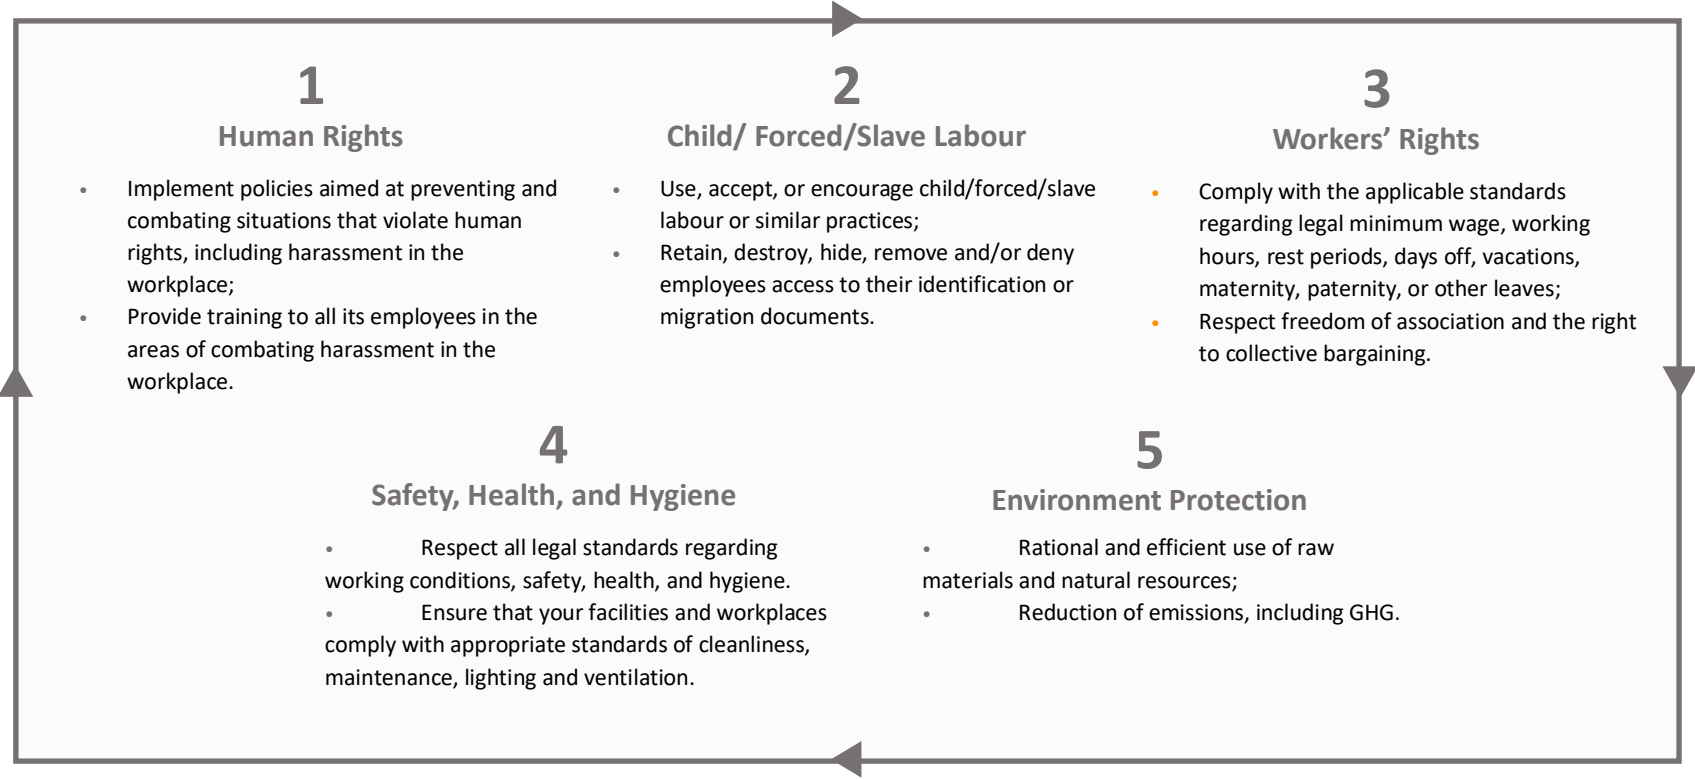 1
Human Rights
• Implement policies aimed at preventing and
combating situations that violate human
rights, including harassment in the
workplace;
• Provide training to all its employees in the
areas of combating harassment in the
workplace.
2
Child/ Forced/Slave Labour
• Use, accept, or encourage child/forced/slave
labour or similar practices;
• Retain, destroy, hide, remove and/or deny
employees access to their identification or
migration documents.
3
Workers’ Rights
• Comply with the applicable standards
regarding legal minimum wage, working
hours, rest periods, days off, vacations,
maternity, paternity, or other leaves;
• Respect freedom of association and the right
to collective bargaining.
4
Safety, Health, and Hygiene
• Respect all legal standards regarding
working conditions, safety, health, and hygiene.
• Ensure that your facilities and workplaces
comply with appropriate standards of cleanliness,
maintenance, lighting and ventilation.
5
Environment Protection
• Rational and efficient use of raw
materials and natural resources;
• Reduction of emissions, including GHG.